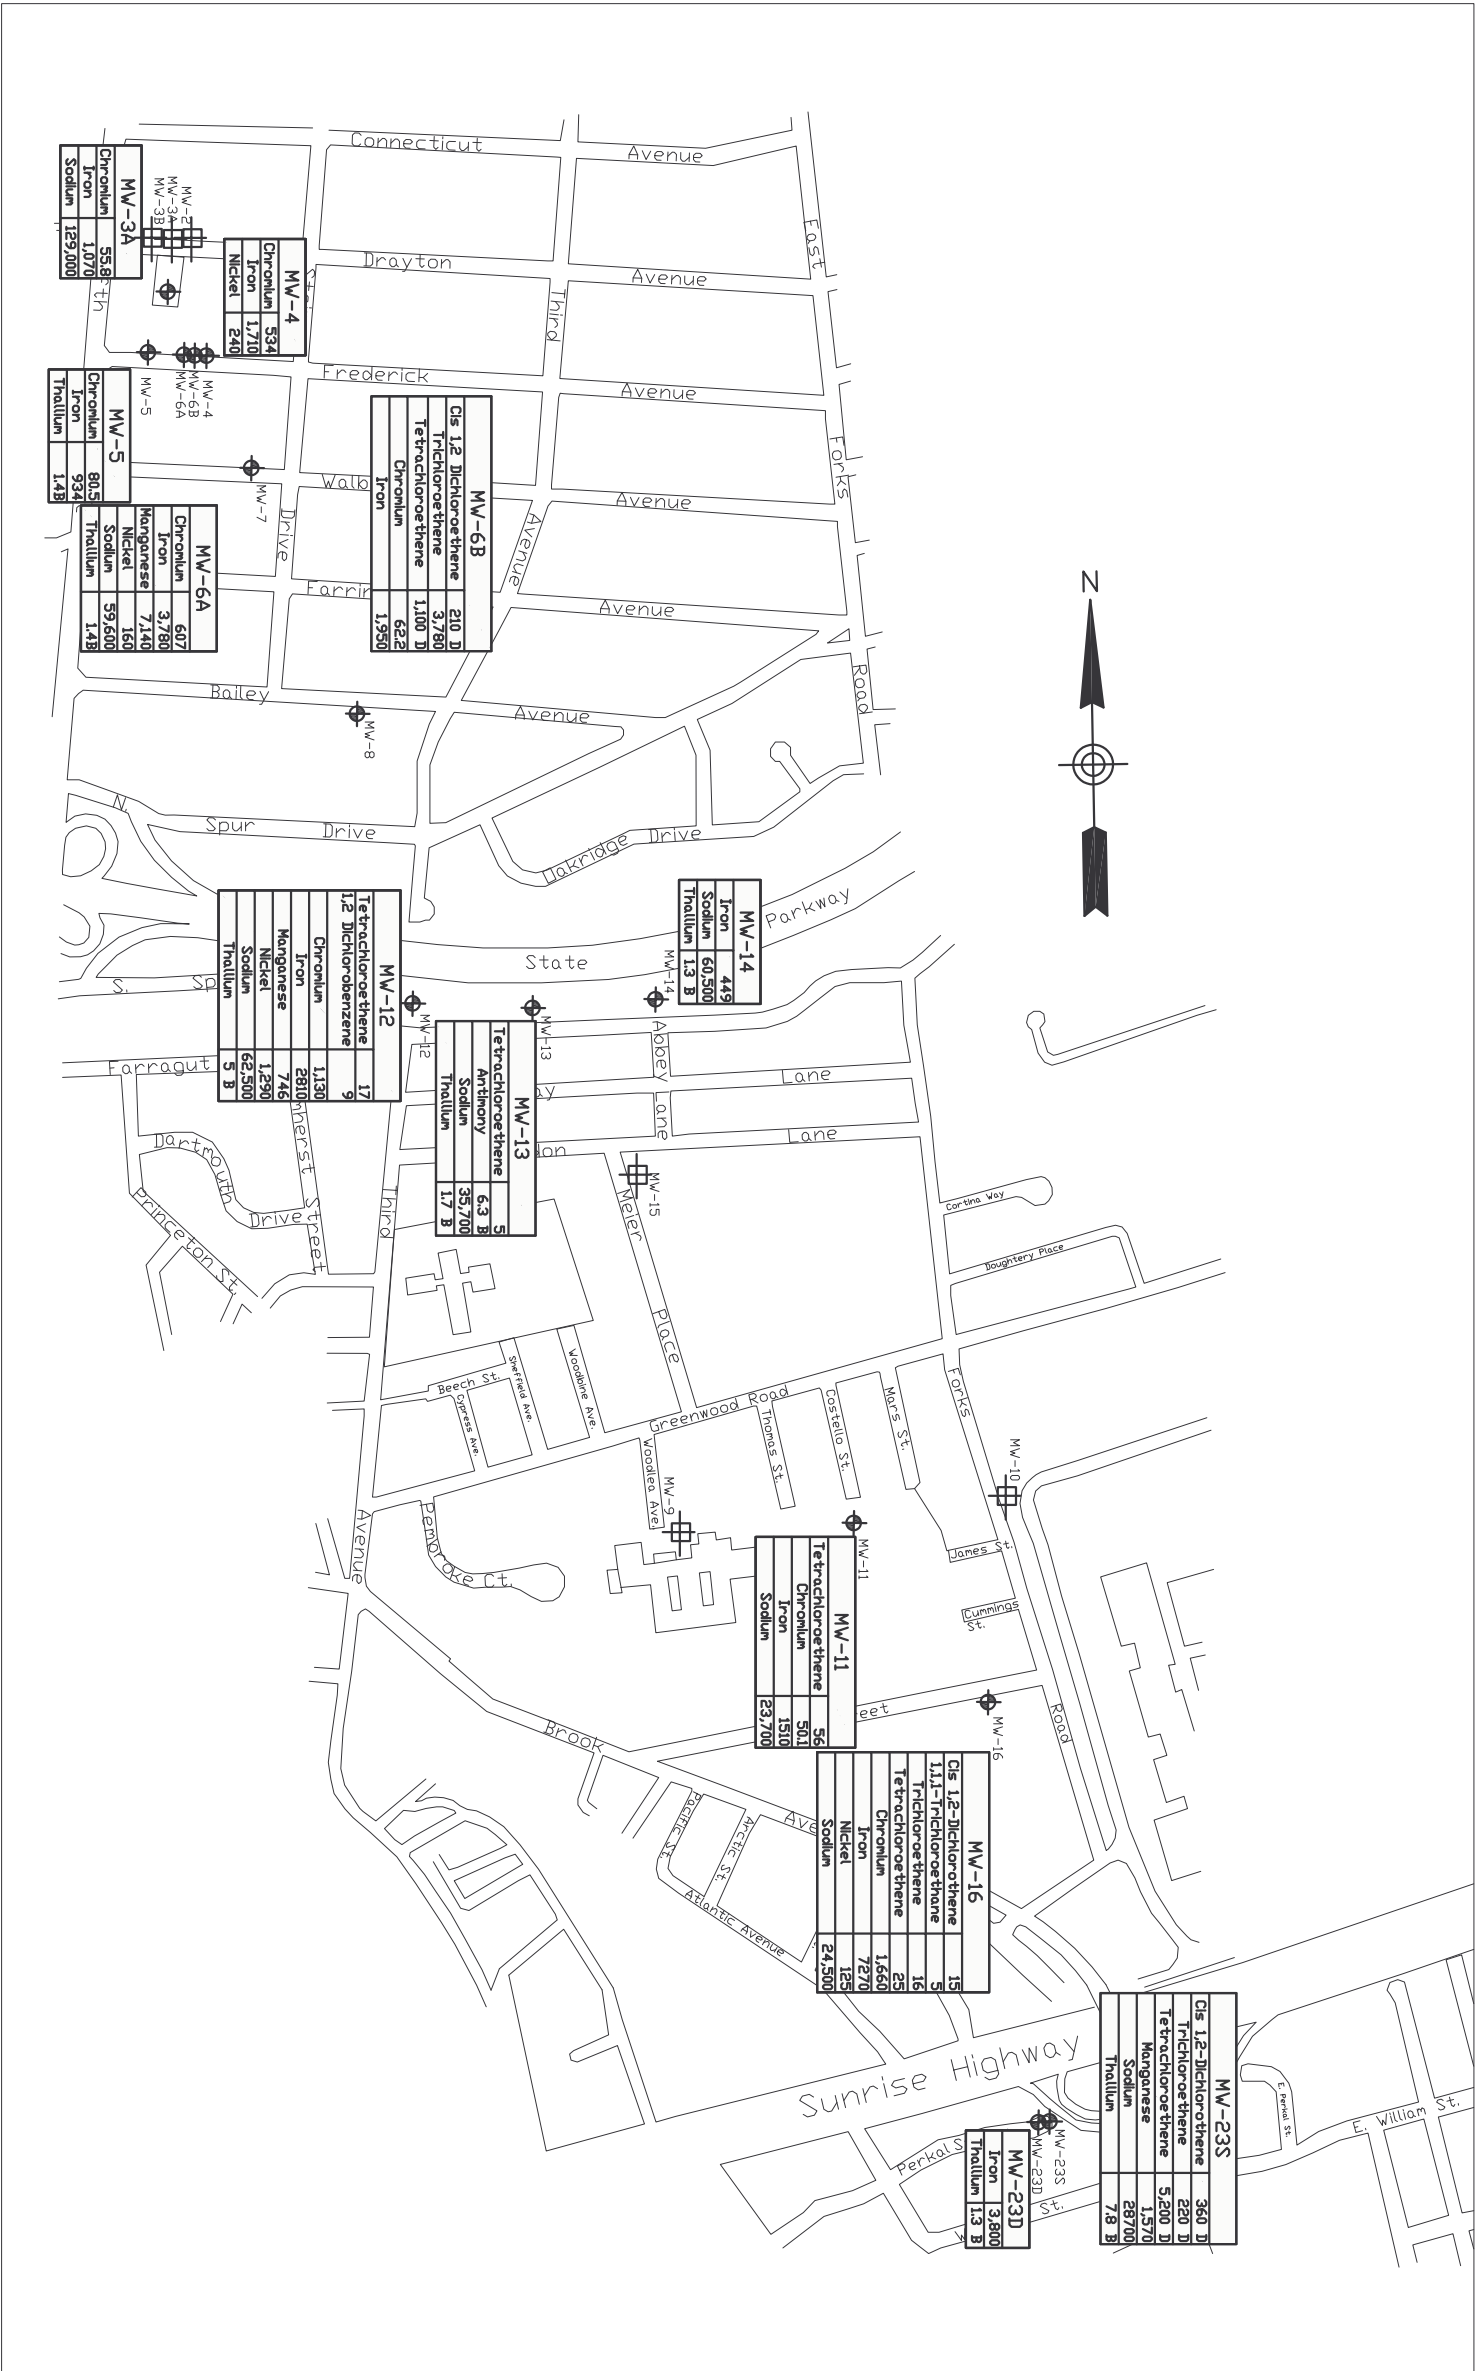 N
Connecticut
Avenue
East
Drayton
Avenue
Third
Frederick
Avenue
Forks
Walb
Avenue
Drive
Avenue
Farrin
Avenue
Road
Bailey
Avenue
N.
Spur
Drive
Oakridge
Drive
Parkway
State
S.
Sp
Farragut
Abbey
Lane
Lane
Lane
Dartmouth
Drive
Princeton St.
Street
Third
Meier
Place
Cortina Way
Doughtery Place
Beech St.
Sheffield Ave.
Woodbine Ave.
Cypress Ave.
Greenwood Road
Thomas St.
Costello St.
Mars St.
Forks
Woodlea Ave.
Avenue
Pembroke Ct.
James St.
Cummings
St.
Road
eet
Brook
Ave
Pacific St.
Arctic St.
Atlantic Avenue
Sunrise Highway
Perkal S
St.
W
E. Perkal St.
E. William St.
MW-2
MW-3A
MW-3B
MW-4
MW-6B
MW-6A
MW-5
MW-7
MW-8
MW-14
MW-13
MW-12
MW-15
MW-10
MW-9
MW-11
MW-16
MW-23S
MW-23D
MW-3A
Chromium 55.8
Iron 1,070
Sodium 129,000
MW-4
Chromium 534
Iron 1,710
Nickel 240
MW-5
Chromium 80.5
Iron 934
Thallium 1.4B
MW-6A
Chromium 607
Iron 3,780
Manganese 7,140
Nickel 160
Sodium 59,600
Thallium 1.4B
MW-6B
Cis 1,2 Dichloroethene 210 D
Trichloroethene 3,780
Tetrachloroethene 1,100 D
Chromium 62.2
Iron 1,950
MW-12
Tetrachloroethene 17
1,2 Dichlorobenzene 9
Chromium 1,130
Iron 2810
Manganese 746
Nickel 1,290
Sodium 62,500
Thallium 5 B
MW-13
Tetrachloroethene 5
Antimony 6.3 B
Sodium 35,700
Thallium 1.7 B
MW-14
Iron 449
Sodium 60,500
Thallium 1.3 B
MW-11
Tetrachloroethene 56
Chromium 50.1
Iron 1510
Sodium 23,700
MW-16
Cis 1,2-Dichlorothene 15
1,1,1-Trichloroethane 5
Trichloroethene 16
Tetrachloroethene 25
Chromium 1,660
Iron 7270
Nickel 125
Sodium 24,500
MW-23S
Cis 1,2-Dichlorothene 360 D
Trichloroethene 220 D
Tetrachloroethene 5,200 D
Manganese 1,570
Sodium 28700
Thallium 7.8 B
MW-23D
Iron 3,800
Thallium 1.3 B